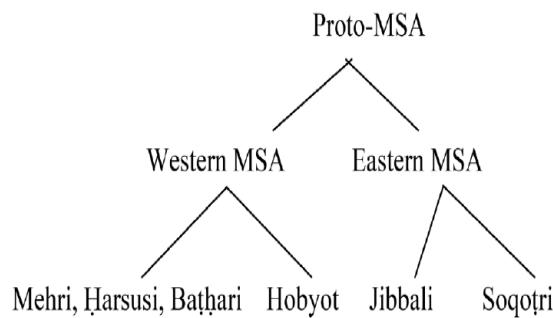 Proto-MSA
Western MSA Eastern MSA
Mehri, Ḥarsusi, Baṭḥari Hobyot Jibbali Soqoṭri